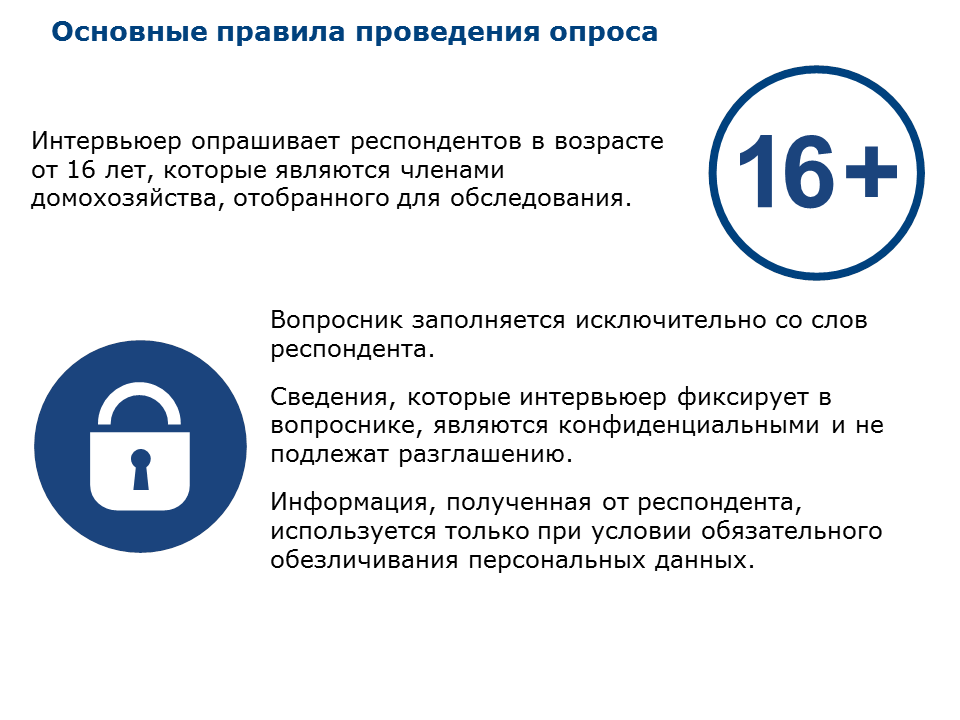 Основные правила проведения опроса
Интервьюер опрашивает респондентов в возрасте
от 16 лет, которые являются членами
домохозяйства, отобранного для обследования.
16+
Вопросник заполняется исключительно со слов
респондента.
Сведения, которые интервьюер фиксирует в
вопроснике, являются конфиденциальными и не
подлежат разглашению.
Информация, полученная от респондента,
используется только при условии обязательного
обезличивания персональных данных.